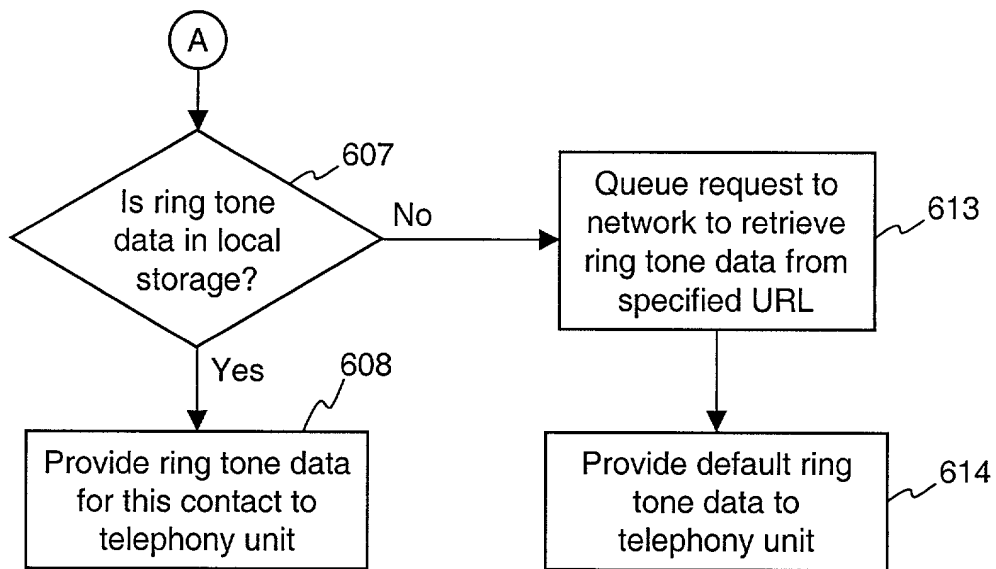 A
607
Is ring tone
data in local
storage?
No
Queue request to
network to retrieve
ring tone data from
specified URL
613
Yes
608
Provide ring tone data
for this contact to
telephony unit
Provide default ring
tone data to
telephony unit
614